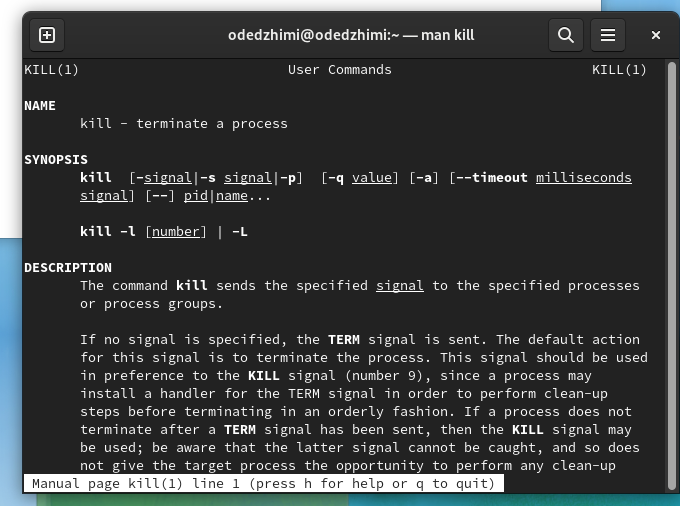 odedzhimi@odedzhimi:~ — man kill
KILL(1) User Commands KILL(1)
NAME
kill - terminate a process
SYNOPSIS
kill [-signal|-s signal|-p] [-q value] [-a] [--timeout milliseconds
signal] [--] pid|name...
kill -l [number] | -L
DESCRIPTION
The command kill sends the specified signal to the specified processes
or process groups.
If no signal is specified, the TERM signal is sent. The default action
for this signal is to terminate the process. This signal should be used
in preference to the KILL signal (number 9), since a process may
install a handler for the TERM signal in order to perform clean-up
steps before terminating in an orderly fashion. If a process does not
terminate after a TERM signal has been sent, then the KILL signal may
be used; be aware that the latter signal cannot be caught, and so does
not give the target process the opportunity to perform any clean-up
Manual page kill(1) line 1 (press h for help or q to quit)